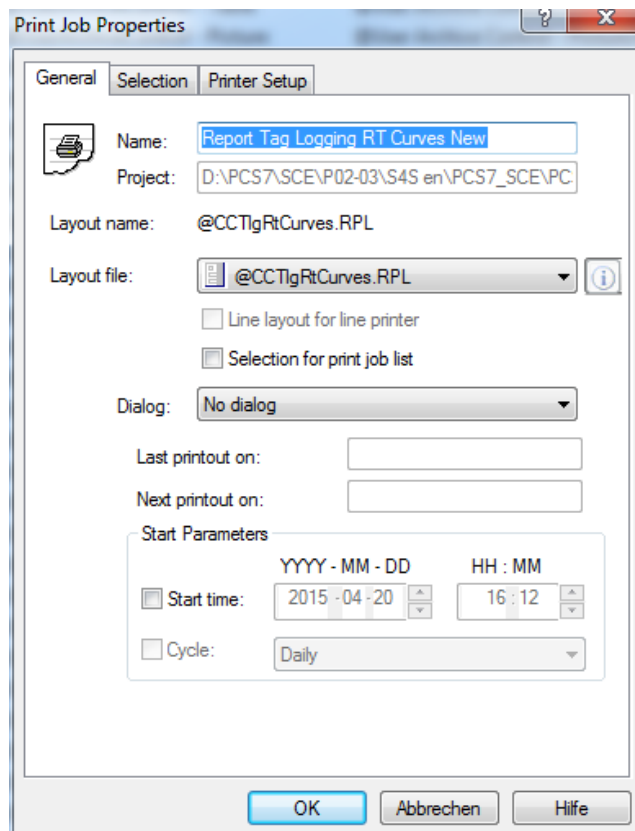 Print Job Properties
General Selection Printer Setup
Name: Report Tag Logging RT Curves New
Project: D:\PCS7\SCE\P02-03\S4S en\PCS7_SCE\PC
Layout name: @CCTlgRtCurves.RPL
Layout file: @CCTlgRtCurves.RPL
Line layout for line printer
Selection for print job list
Dialog: No dialog
Last printout on:
Next printout on:
Start Parameters
YYYY - MM - DD HH : MM
Start time: 2015 - 04 - 20 16 : 12
Cycle: Daily
OK Abbrechen Hilfe